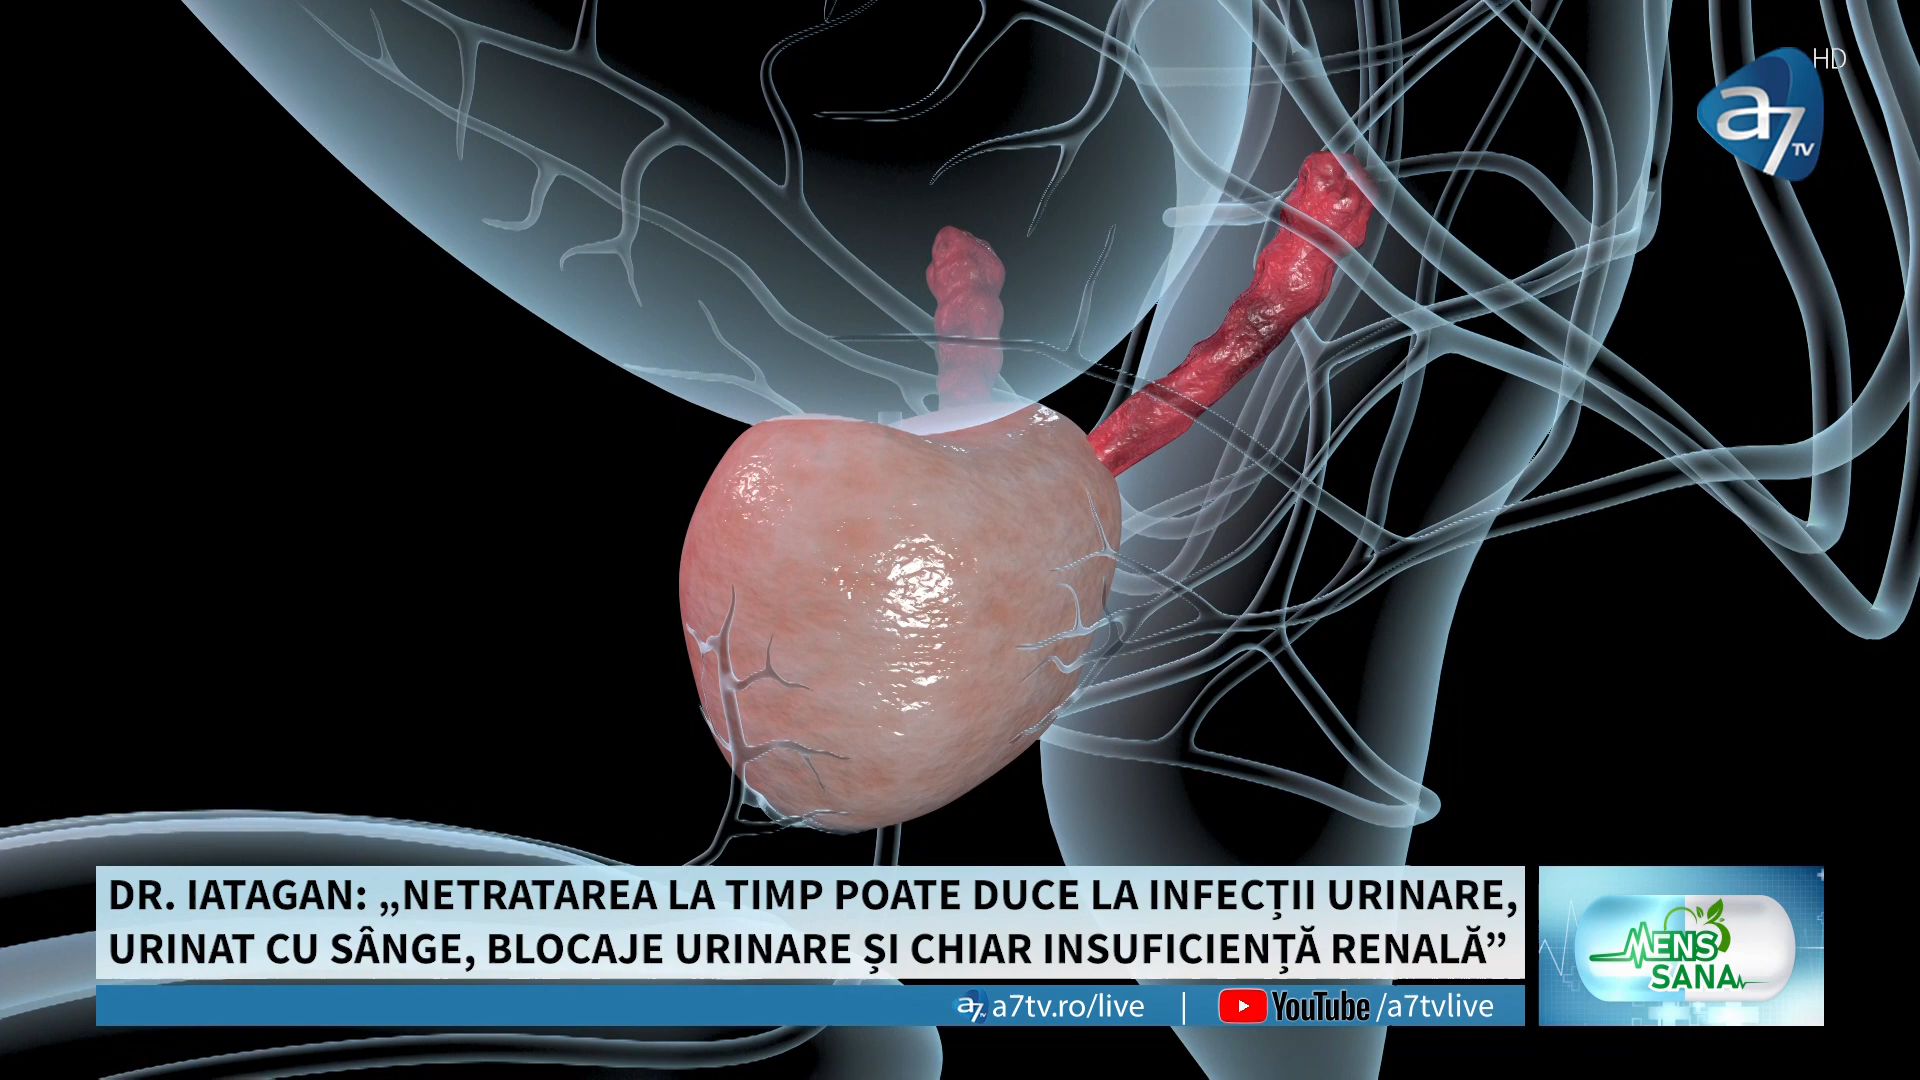 HD
a7 TV
DR. IATAGAN: „NETRATAREA LA TIMP POATE DUCE LA INFECȚII URINARE,
URINAT CU SÂNGE, BLOCAJE URINARE ȘI CHIAR INSUFICIENȚĂ RENALĂ”
MENS
SANA
a7TV a7tv.ro/live | YouTube /a7tvlive